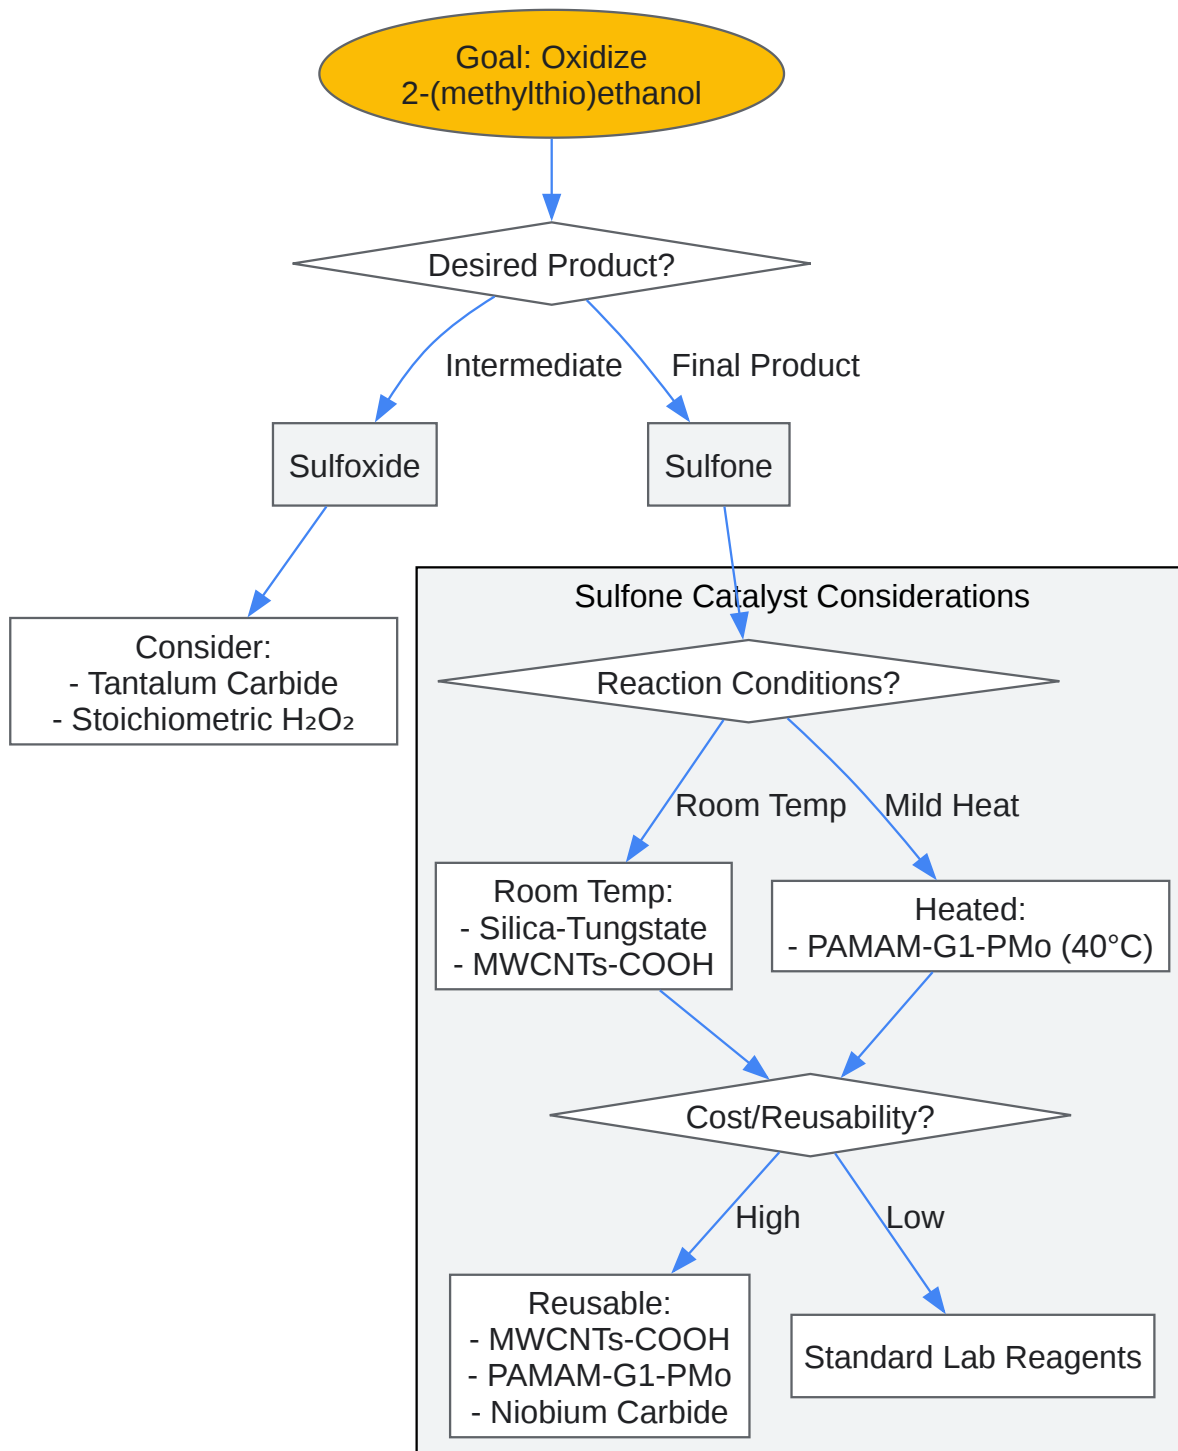 Goal: Oxidize
2-(methylthio)ethanol
Desired Product?
Intermediate
Final Product
Sulfoxide
Sulfone
Consider:
- Tantalum Carbide
- Stoichiometric H₂O₂
Sulfone Catalyst Considerations
Reaction Conditions?
Room Temp
Mild Heat
Room Temp:
- Silica-Tungstate
- MWCNTs-COOH
Heated:
- PAMAM-G1-PMo (40°C)
Cost/Reusability?
High
Low
Reusable:
- MWCNTs-COOH
- PAMAM-G1-PMo
- Niobium Carbide
Standard Lab Reagents